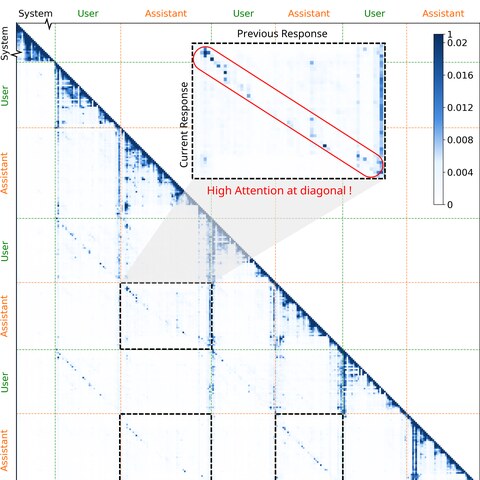 System User Assistant User Assistant User Assistant
System
User
Assistant
User
Assistant
User
Assistant
Previous Response
Current Response
High Attention at diagonal !
1
0.02
0.016
0.012
0.008
0.004
0